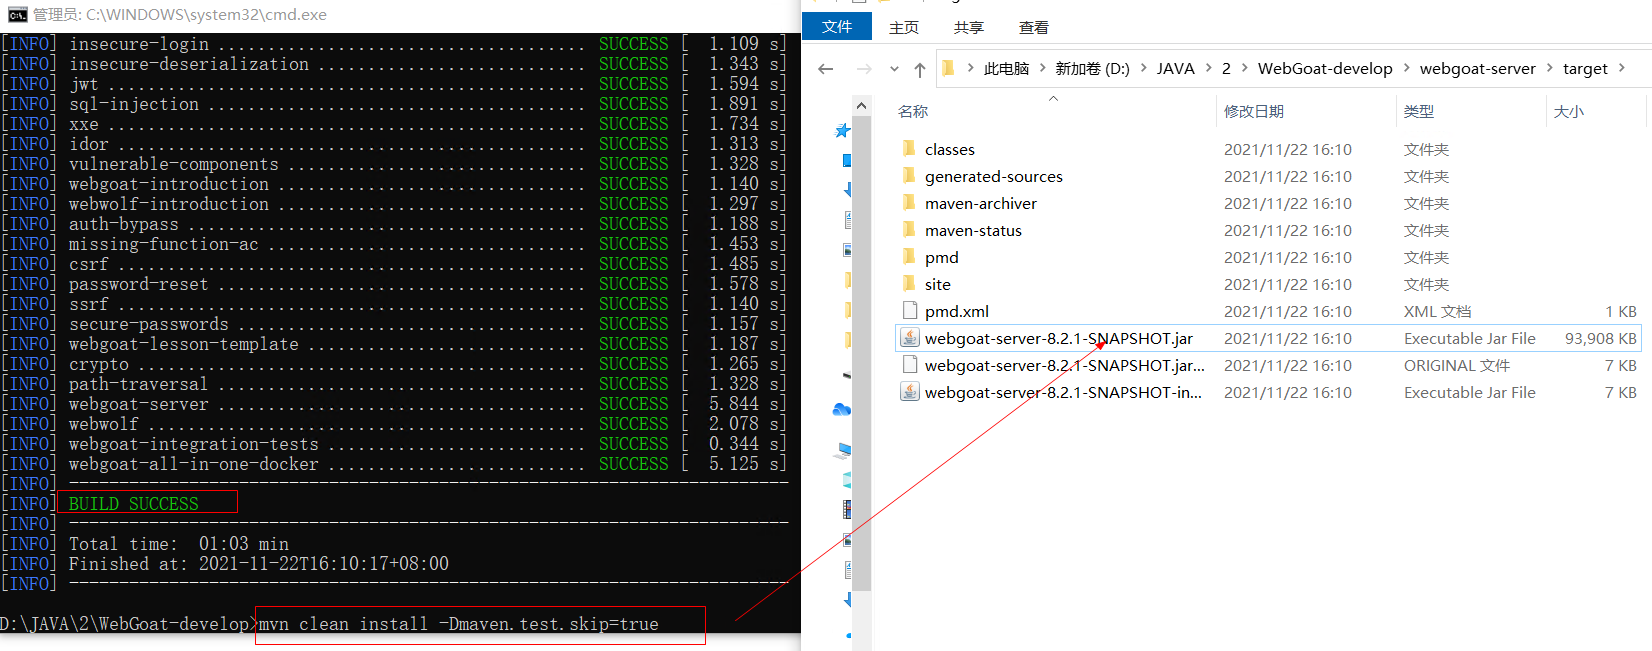 管理员: C:\WINDOWS\system32\cmd.exe
[INFO] insecure-login ..................................... SUCCESS [  1.109 s]
[INFO] insecure-deserialization ........................... SUCCESS [  1.343 s]
[INFO] jwt ................................................ SUCCESS [  1.594 s]
[INFO] sql-injection ...................................... SUCCESS [  1.891 s]
[INFO] xxe ................................................ SUCCESS [  1.734 s]
[INFO] idor ............................................... SUCCESS [  1.313 s]
[INFO] vulnerable-components .............................. SUCCESS [  1.328 s]
[INFO] webgoat-introduction ............................... SUCCESS [  1.140 s]
[INFO] webwolf-introduction ............................... SUCCESS [  1.297 s]
[INFO] auth-bypass ........................................ SUCCESS [  1.188 s]
[INFO] missing-function-ac ................................ SUCCESS [  1.453 s]
[INFO] csrf ............................................... SUCCESS [  1.485 s]
[INFO] password-reset ..................................... SUCCESS [  1.578 s]
[INFO] ssrf ............................................... SUCCESS [  1.140 s]
[INFO] secure-passwords ................................... SUCCESS [  1.157 s]
[INFO] webgoat-lesson-template ............................ SUCCESS [  1.187 s]
[INFO] crypto ............................................. SUCCESS [  1.265 s]
[INFO] path-traversal ..................................... SUCCESS [  1.328 s]
[INFO] webgoat-server ..................................... SUCCESS [  5.844 s]
[INFO] webwolf ............................................ SUCCESS [  2.078 s]
[INFO] webgoat-integration-tests .......................... SUCCESS [  0.344 s]
[INFO] webgoat-all-in-one-docker .......................... SUCCESS [  5.125 s]
[INFO] ------------------------------------------------------------------------
[INFO] BUILD SUCCESS
[INFO] ------------------------------------------------------------------------
[INFO] Total time:  01:03 min
[INFO] Finished at: 2021-11-22T16:10:17+08:00
[INFO] ------------------------------------------------------------------------
D:\JAVA\2\WebGoat-develop>mvn clean install -Dmaven.test.skip=true
文件 主页 共享 查看
此电脑 > 新加卷 (D:) > JAVA > 2 > WebGoat-develop > webgoat-server > target >
名称 修改日期 类型 大小
classes 2021/11/22 16:10 文件夹
generated-sources 2021/11/22 16:10 文件夹
maven-archiver 2021/11/22 16:10 文件夹
maven-status 2021/11/22 16:10 文件夹
pmd 2021/11/22 16:10 文件夹
site 2021/11/22 16:10 文件夹
pmd.xml 2021/11/22 16:10 XML 文档 1 KB
webgoat-server-8.2.1-SNAPSHOT.jar 2021/11/22 16:10 Executable Jar File 93,908 KB
webgoat-server-8.2.1-SNAPSHOT.jar... 2021/11/22 16:10 ORIGINAL 文件 7 KB
webgoat-server-8.2.1-SNAPSHOT-in... 2021/11/22 16:10 Executable Jar File 7 KB